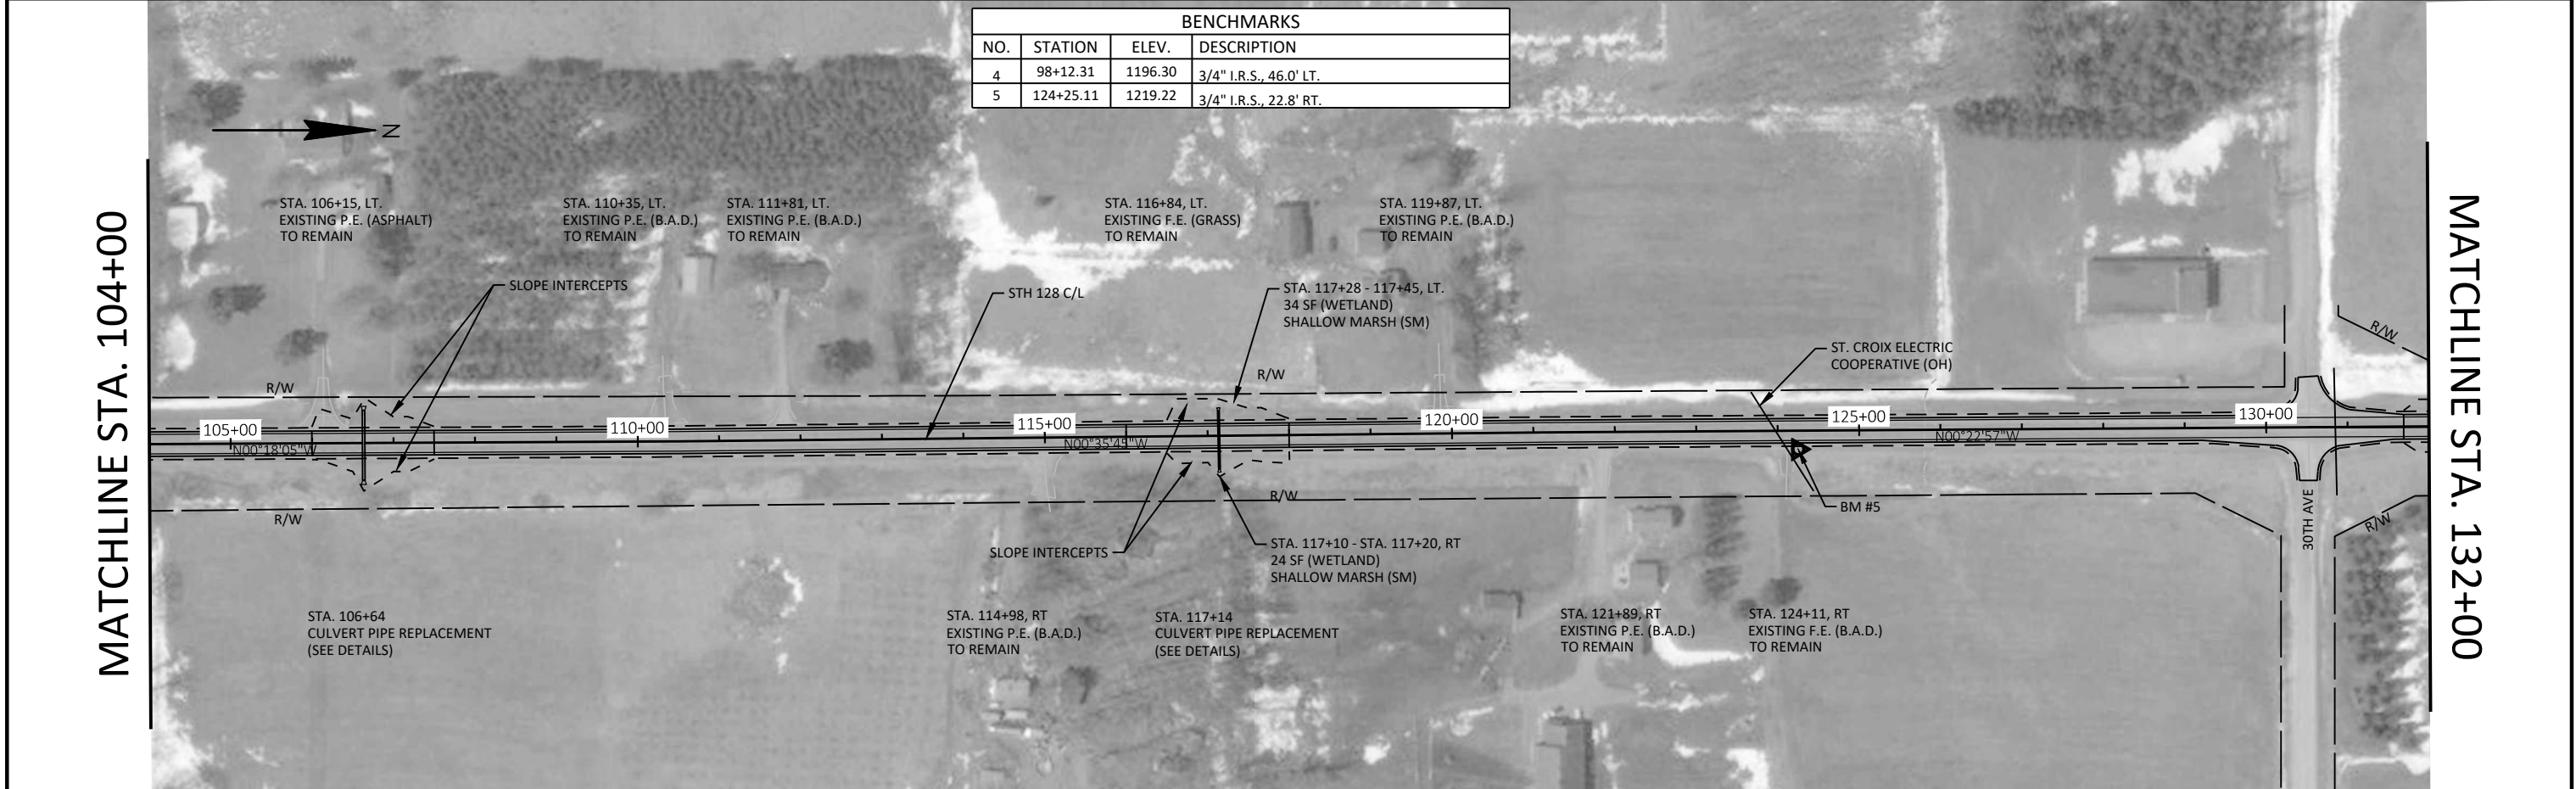 BENCHMARKS
NO. STATION ELEV. DESCRIPTION
4 98+12.31 1196.30 3/4" I.R.S., 46.0' LT.
5 124+25.11 1219.22 3/4" I.R.S., 22.8' RT.
N
MATCHLINE STA. 104+00
STA. 106+15, LT.
EXISTING P.E. (ASPHALT)
TO REMAIN
STA. 110+35, LT.
EXISTING P.E. (B.A.D.)
TO REMAIN
STA. 111+81, LT.
EXISTING P.E. (B.A.D.)
TO REMAIN
STA. 116+84, LT.
EXISTING F.E. (GRASS)
TO REMAIN
STA. 119+87, LT.
EXISTING P.E. (B.A.D.)
TO REMAIN
MATCHLINE STA. 132+00
SLOPE INTERCEPTS
STH 128 C/L
STA. 117+28 - 117+45, LT.
34 SF (WETLAND)
SHALLOW MARSH (SM)
ST. CROIX ELECTRIC
COOPERATIVE (OH)
R/W
R/W
R/W
105+00
110+00
115+00
120+00
125+00
130+00
N00°18'05"W
N00°35'45"W
N00°22'57"W
R/W
R/W
R/W
BM #5
30TH AVE
SLOPE INTERCEPTS
STA. 117+10 - STA. 117+20, RT
24 SF (WETLAND)
SHALLOW MARSH (SM)
STA. 106+64
CULVERT PIPE REPLACEMENT
(SEE DETAILS)
STA. 114+98, RT
EXISTING P.E. (B.A.D.)
TO REMAIN
STA. 117+14
CULVERT PIPE REPLACEMENT
(SEE DETAILS)
STA. 121+89, RT
EXISTING P.E. (B.A.D.)
TO REMAIN
STA. 124+11, RT
EXISTING F.E. (B.A.D.)
TO REMAIN